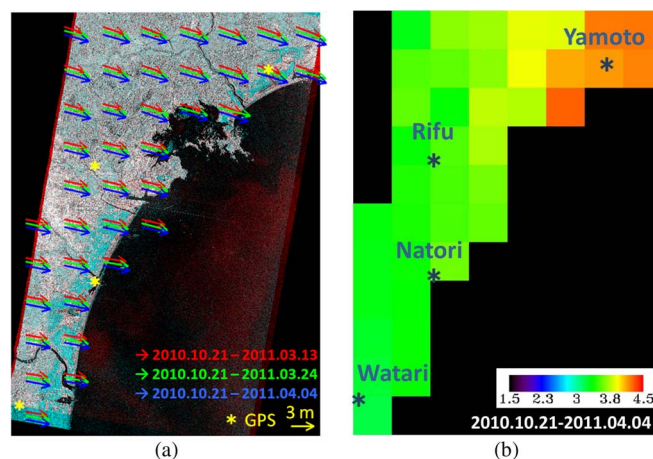 → 2010.10.21 – 2011.03.13
→ 2010.10.21 – 2011.03.24
→ 2010.10.21 – 2011.04.04
* GPS 3 m
(a)
Yamoto
*
Rifu
*
Natori
*
Watari
*
1.5 2.3 3 3.8 4.5
2010.10.21-2011.04.04
(b)